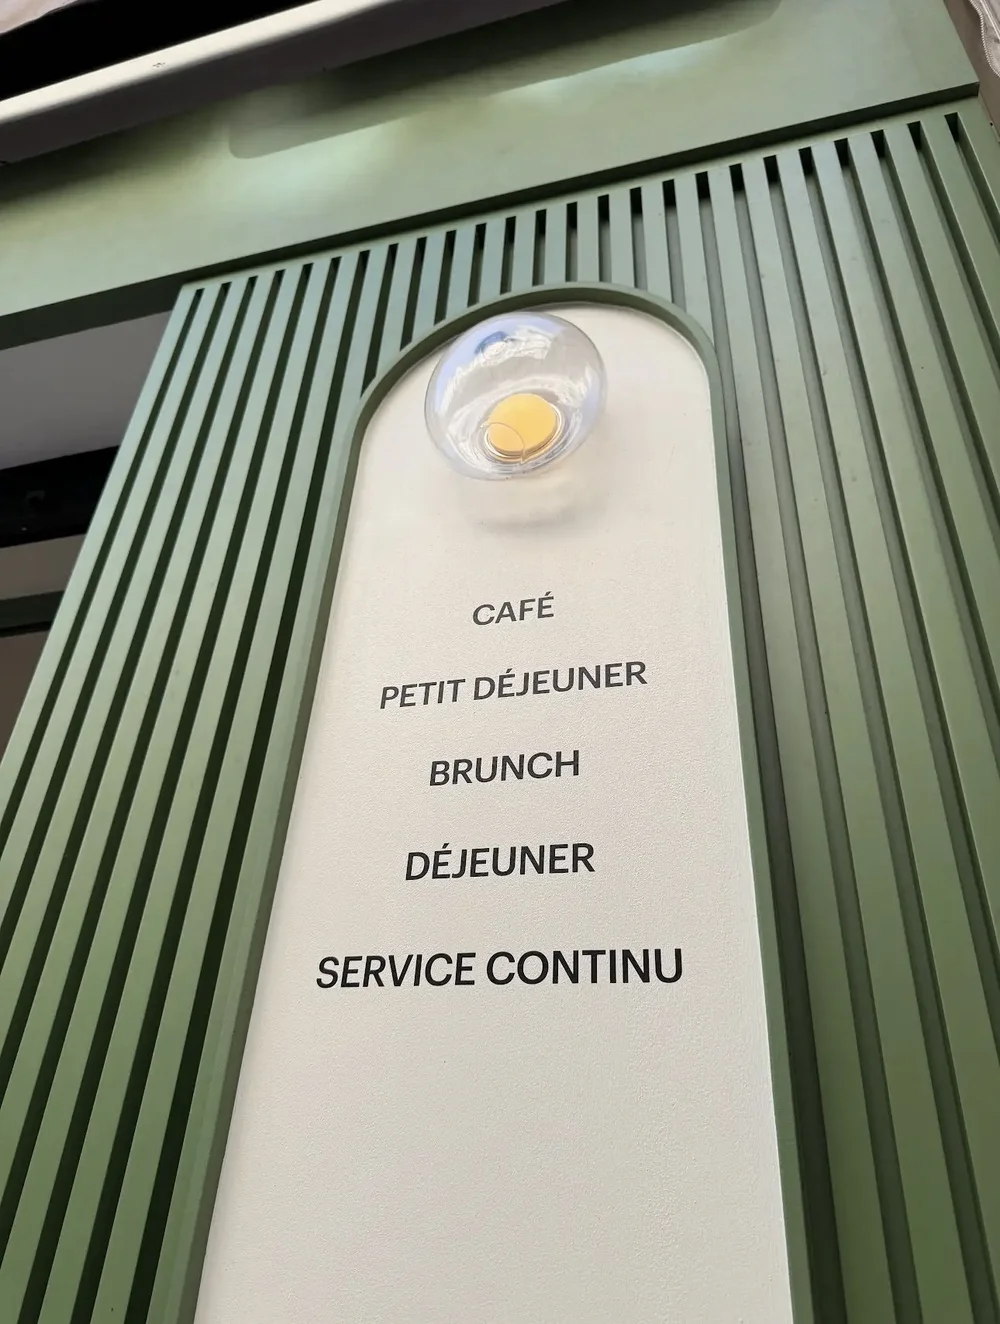 CAFÉ
PETIT DÉJEUNER
BRUNCH
DÉJEUNER
SERVICE CONTINU